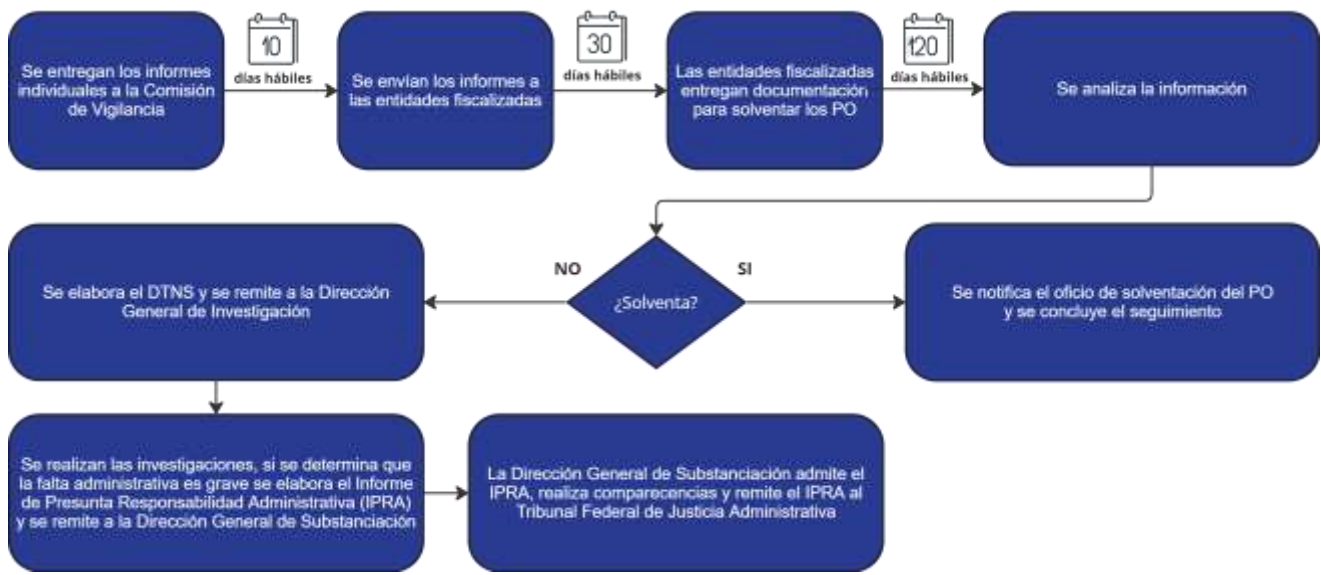 Se entregan los informes
individuales a la Comisión
de Vigilancia
10
días hábiles
Se envían los informes a
las entidades fiscalizadas
30
días hábiles
Las entidades fiscalizadas
entregan documentación
para solventar los PO
120
días hábiles
Se analiza la información
Se elabora el DTNS y se remite a la Dirección
General de Investigación
NO
¿Solventa?
SI
Se notifica el oficio de solventación del PO
y se concluye el seguimiento
Se realizan las investigaciones, si se determina que
la falta administrativa es grave se elabora el Informe
de Presunta Responsabilidad Administrativa (IPRA)
y se remite a la Dirección General de Substanciación
La Dirección General de Substanciación admite el
IPRA, realiza comparecencias y remite el IPRA al
Tribunal Federal de Justicia Administrativa